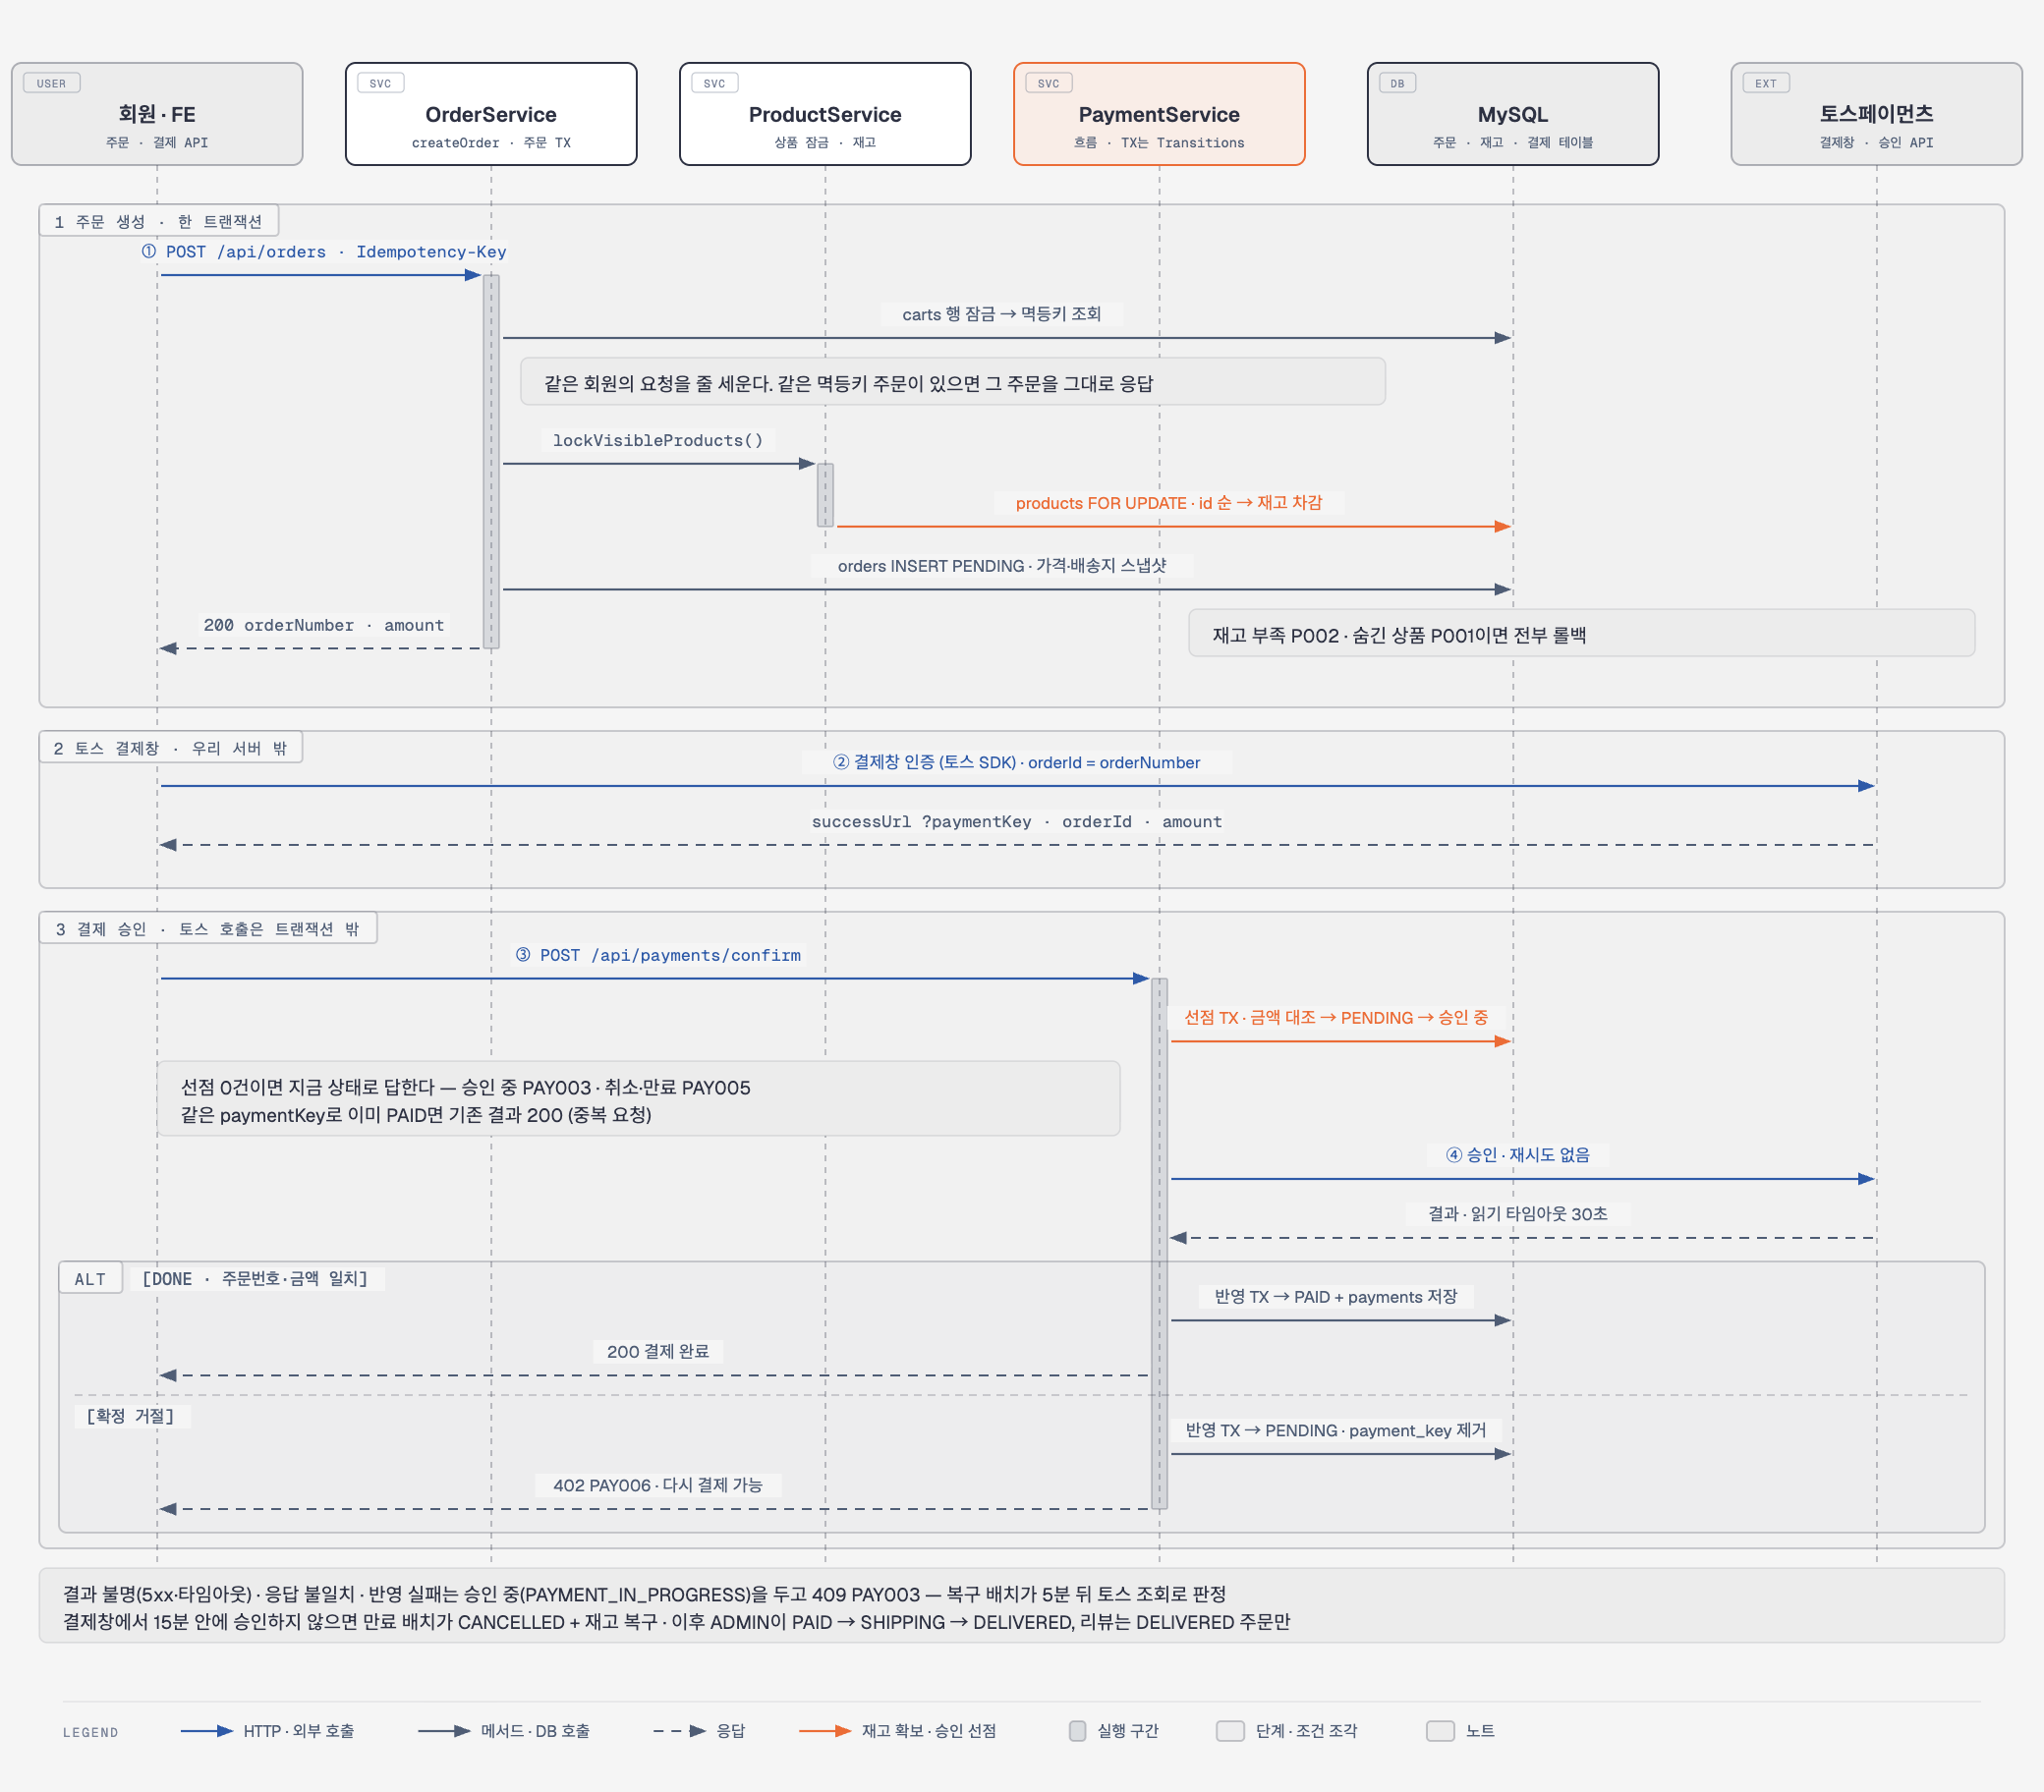 USER
회원 · FE
주문 · 결제 API
SVC
OrderService
createOrder · 주문 TX
SVC
ProductService
상품 잠금 · 재고
SVC
PaymentService
흐름 · TX는 Transitions
DB
MySQL
주문 · 재고 · 결제 테이블
EXT
토스페이먼츠
결제창 · 승인 API
1 주문 생성 · 한 트랜잭션
① POST /api/orders · Idempotency-Key
carts 행 잠금 → 멱등키 조회
같은 회원의 요청을 줄 세운다. 같은 멱등키 주문이 있으면 그 주문을 그대로 응답
lockVisibleProducts()
products FOR UPDATE · id 순 → 재고 차감
orders INSERT PENDING · 가격·배송지 스냅샷
200 orderNumber · amount
재고 부족 P002 · 숨긴 상품 P001이면 전부 롤백
2 토스 결제창 · 우리 서버 밖
② 결제창 인증 (토스 SDK) · orderId = orderNumber
successUrl ?paymentKey · orderId · amount
3 결제 승인 · 토스 호출은 트랜잭션 밖
③ POST /api/payments/confirm
선점 TX · 금액 대조 → PENDING → 승인 중
선점 0건이면 지금 상태로 답한다 — 승인 중 PAY003 · 취소·만료 PAY005
같은 paymentKey로 이미 PAID면 기존 결과 200 (중복 요청)
④ 승인 · 재시도 없음
결과 · 읽기 타임아웃 30초
ALT [DONE · 주문번호·금액 일치]
반영 TX → PAID + payments 저장
200 결제 완료
[확정 거절]
반영 TX → PENDING · payment_key 제거
402 PAY006 · 다시 결제 가능
결과 불명(5xx·타임아웃) · 응답 불일치 · 반영 실패는 승인 중(PAYMENT_IN_PROGRESS)을 두고 409 PAY003 — 복구 배치가 5분 뒤 토스 조회로 판정
결제창에서 15분 안에 승인하지 않으면 만료 배치가 CANCELLED + 재고 복구 · 이후 ADMIN이 PAID → SHIPPING → DELIVERED, 리뷰는 DELIVERED 주문만
LEGEND
HTTP · 외부 호출
메서드 · DB 호출
응답
재고 확보 · 승인 선점
실행 구간
단계 · 조건 조각
노트